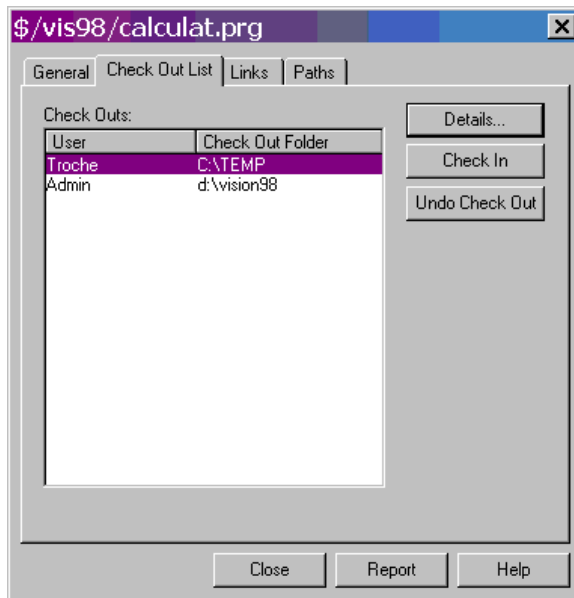 $/vis98/calculat.prg
General Check Out List Links Paths
Check Outs:
User Check Out Folder
Troche C:\TEMP
Admin d:\vision98
Details...
Check In
Undo Check Out
Close Report Help